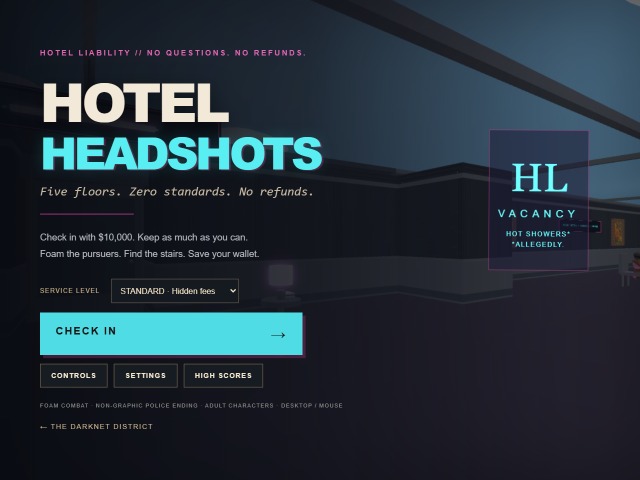 HOTEL LIABILITY // NO QUESTIONS. NO REFUNDS.
HOTEL
HEADSHOTS
Five floors. Zero standards. No refunds.
Check in with $10,000. Keep as much as you can.
Foam the pursuers. Find the stairs. Save your wallet.
SERVICE LEVEL
STANDARD · Hidden fees
CHECK IN →
CONTROLS
SETTINGS
HIGH SCORES
FOAM COMBAT · NON-GRAPHIC POLICE ENDING · ADULT CHARACTERS · DESKTOP / MOUSE
← THE DARKNET DISTRICT
HL
VACANCY
HOT SHOWERS*
*ALLEGEDLY.